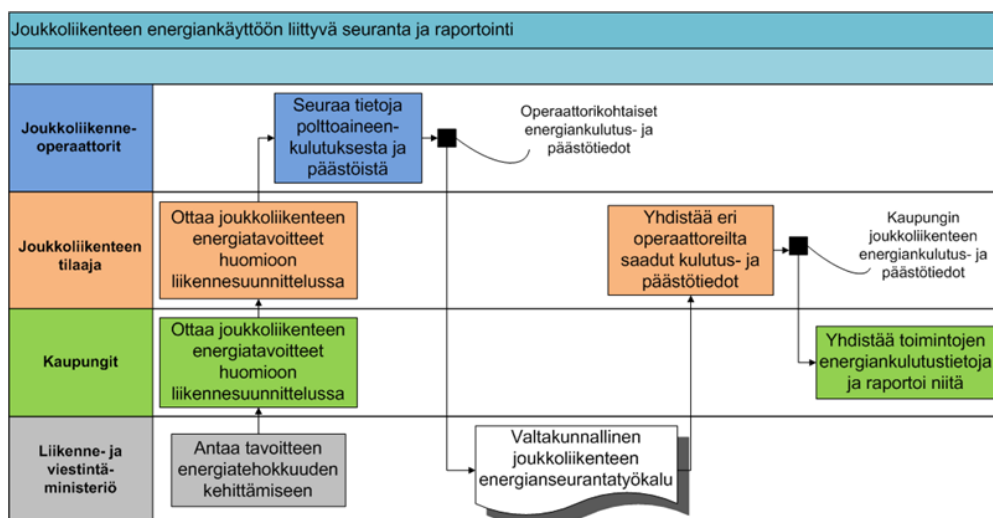 Joukkoliikenteen energiankäyttöön liittyvä seuranta ja raportointi
Joukkoliikenne-
operaattorit
Seuraa tietoja
polttoaineen-
kulutuksesta ja
päästöistä
Operaattorikohtaiset
energiankulutus- ja
päästötiedot
Joukkoliikenteen
tilaaja
Ottaa joukkoliikenteen
energiatavoitteet
huomioon
liikennesuunnittelussa
Yhdistää eri
operaattoreilta
saadut kulutus- ja
päästötiedot
Kaupungin
joukkoliikenteen
energiankulutus- ja
päästötiedot
Kaupungit
Ottaa joukkoliikenteen
energiatavoitteet
huomioon
liikennesuunnittelussa
Yhdistää toimintojen
energiankulutustietoja
ja raportoi niitä
Liikenne- ja
viestintä-
ministeriö
Antaa tavoitteen
energiatehokkuuden
kehittämiseen
Valtakunnallinen
joukkoliikenteen
energianseurantatyökalu